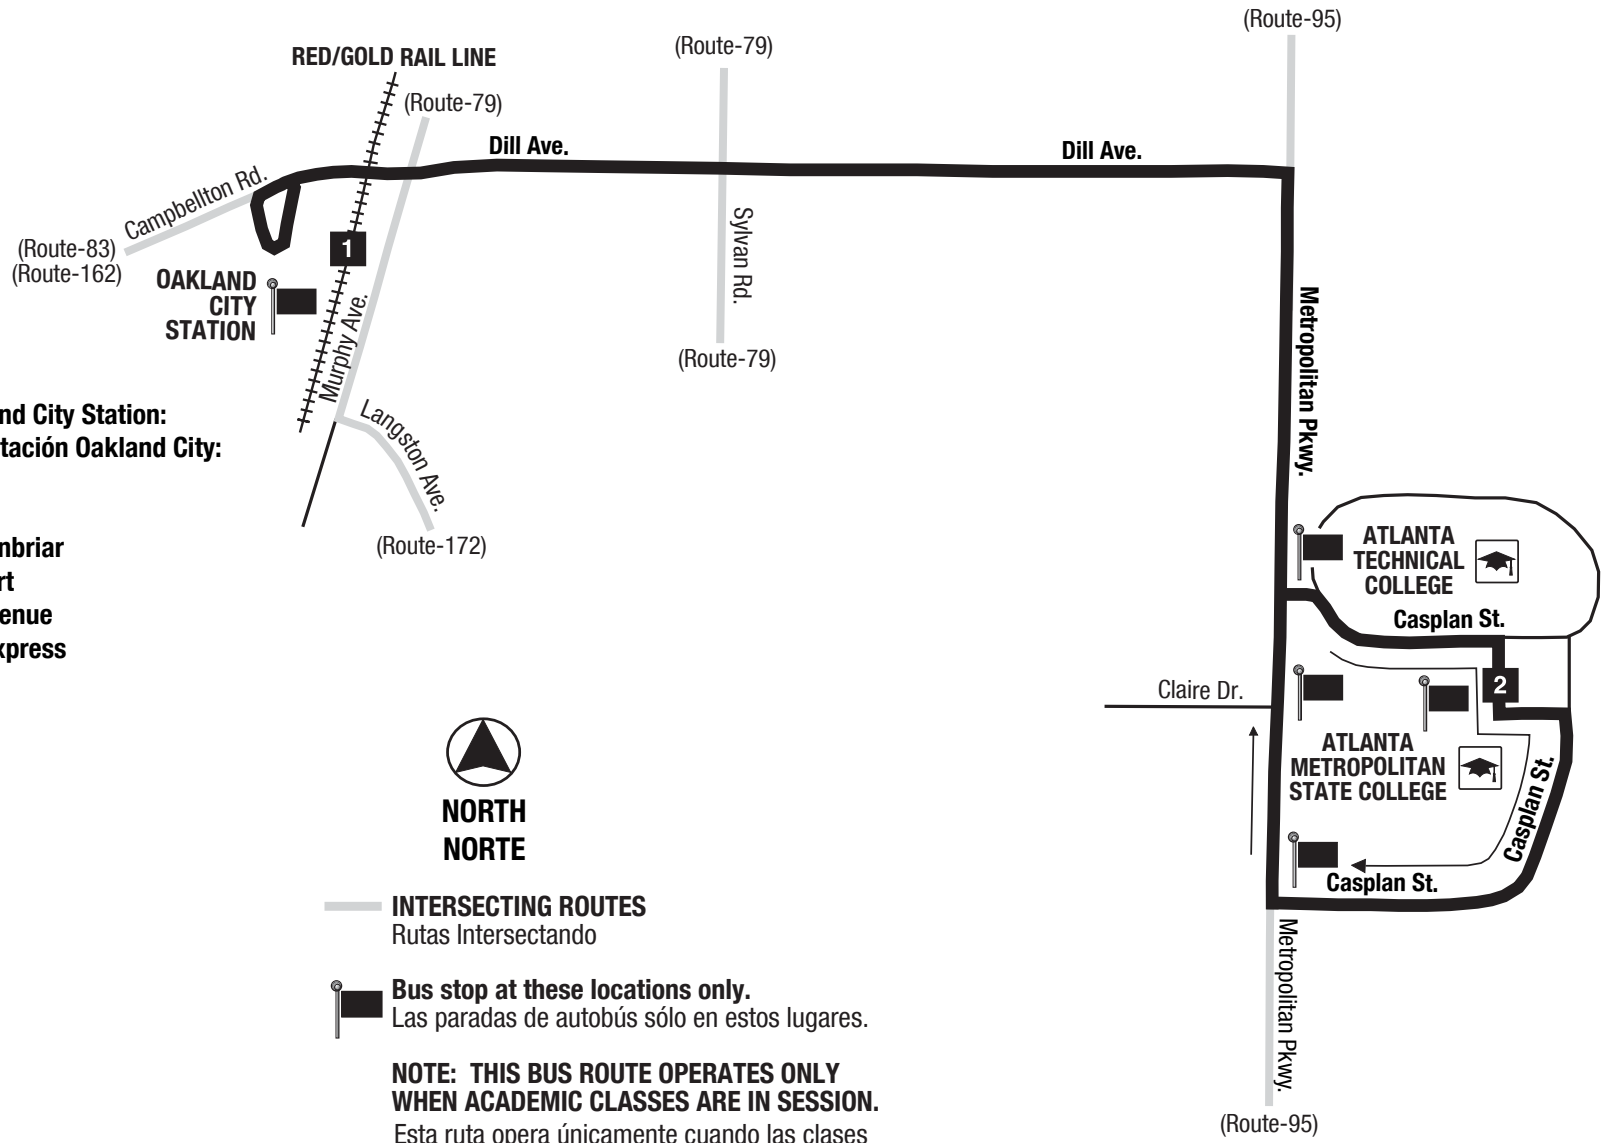 (Route-95)
(Route-79)
RED/GOLD RAIL LINE
(Route-79)
Dill Ave.
Dill Ave.
Campbellton Rd.
(Route-83)
(Route-162)
1
OAKLAND
CITY
STATION
Murphy Ave.
Sylvan Rd.
(Route-79)
Metropolitan Pkwy.
nd City Station:
tación Oakland City:
Langston Ave.
(Route-172)
nbriar
rt
enue
xpress
ATLANTA
TECHNICAL
COLLEGE
Casplan St.
Claire Dr.
2
ATLANTA
METROPOLITAN
STATE COLLEGE
Casplan St.
Casplan St.
NORTH
NORTE
INTERSECTING ROUTES
Rutas Intersectando
Bus stop at these locations only.
Las paradas de autobús sólo en estos lugares.
NOTE: THIS BUS ROUTE OPERATES ONLY
WHEN ACADEMIC CLASSES ARE IN SESSION.
Esta ruta opera únicamente cuando las clases
Metropolitan Pkwy.
(Route-95)